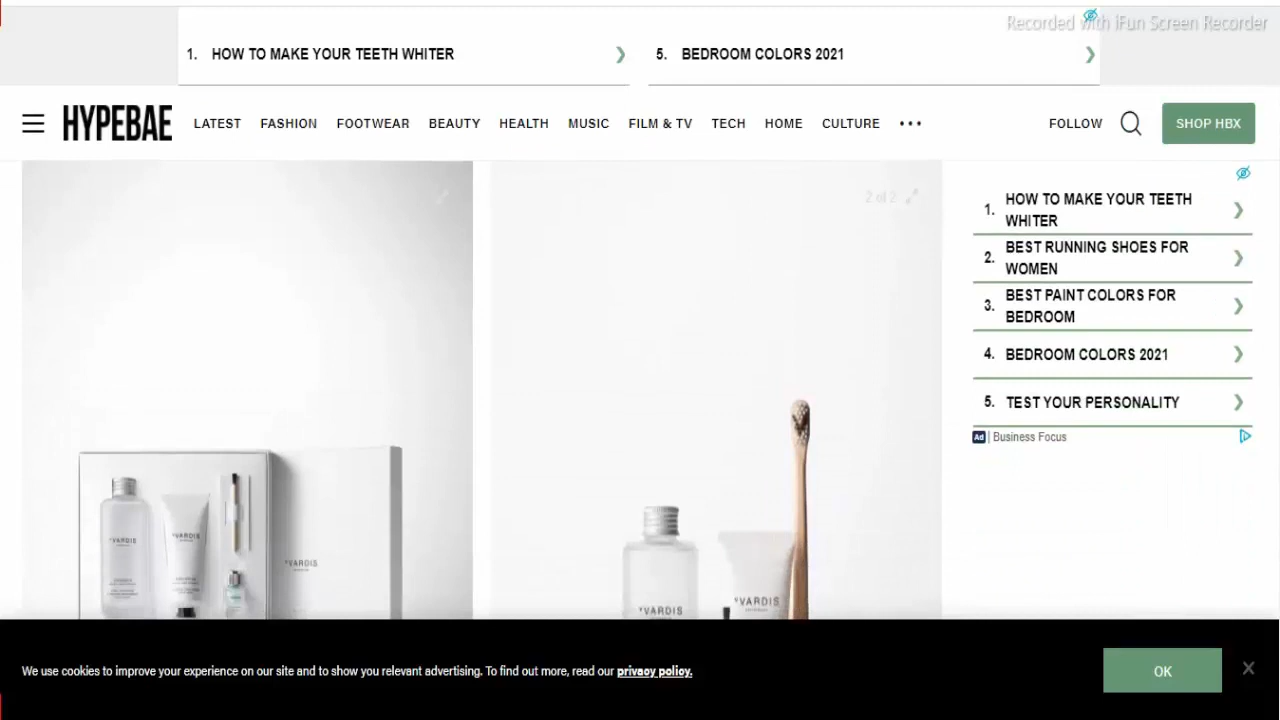 Recorded with iFun Screen Recorder
1. HOW TO MAKE YOUR TEETH WHITER
5. BEDROOM COLORS 2021
HYPEBAE LATEST FASHION FOOTWEAR BEAUTY HEALTH MUSIC FILM & TV TECH HOME CULTURE ••• FOLLOW SHOP HBX
2 of 2
1. HOW TO MAKE YOUR TEETH
WHITER
2. BEST RUNNING SHOES FOR
WOMEN
3. BEST PAINT COLORS FOR
BEDROOM
4. BEDROOM COLORS 2021
5. TEST YOUR PERSONALITY
Ad | Business Focus
°VARDIS
°VARDIS
°VARDIS
°VARDIS
°VARDIS
We use cookies to improve your experience on our site and to show you relevant advertising. To find out more, read our privacy policy.
OK